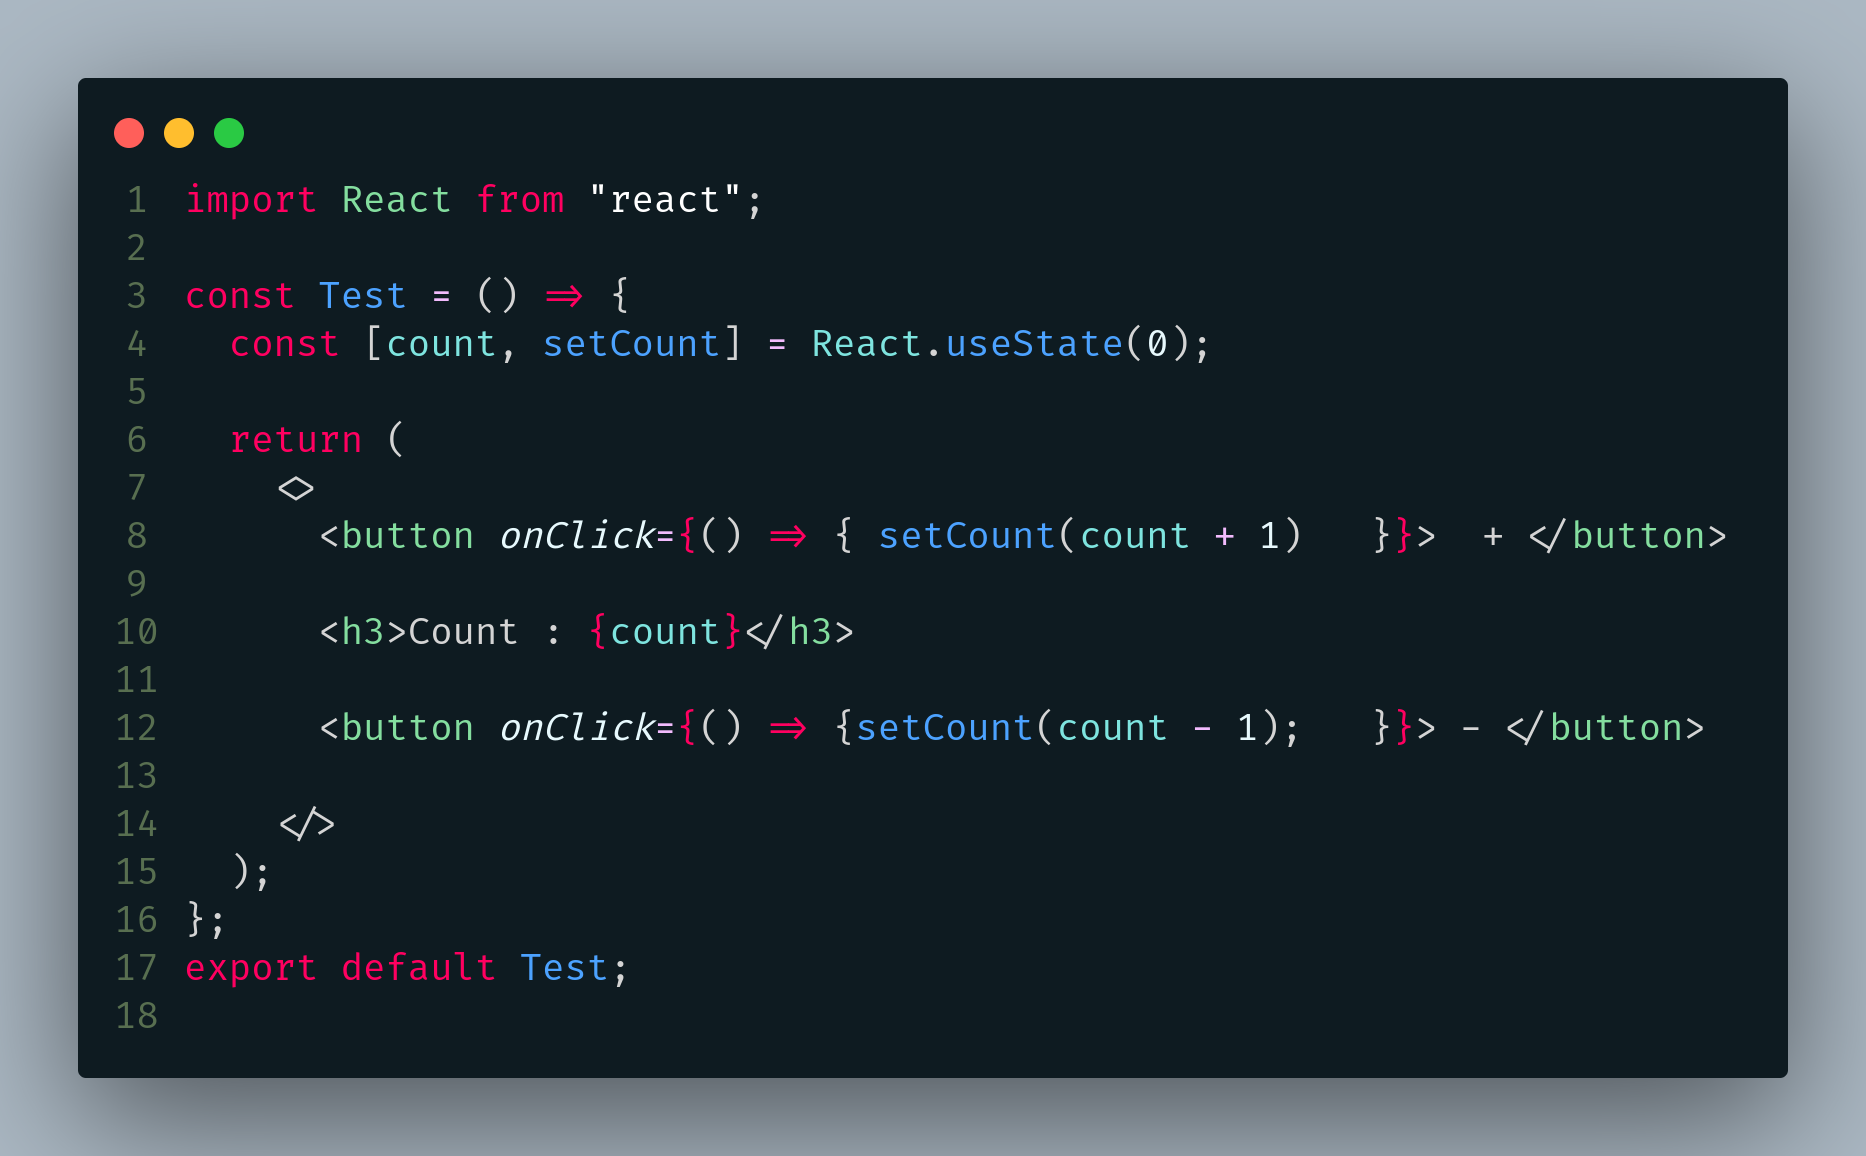 1 import React from "react";
2
3 const Test = () => {
4   const [count, setCount] = React.useState(0);
5
6   return (
7     <>
8       <button onClick={() => { setCount(count + 1)   }}>  + </button>
9
10       <h3>Count : {count}</h3>
11
12       <button onClick={() => {setCount(count - 1);   }}> - </button>
13
14     </>
15   );
16 };
17 export default Test;
18